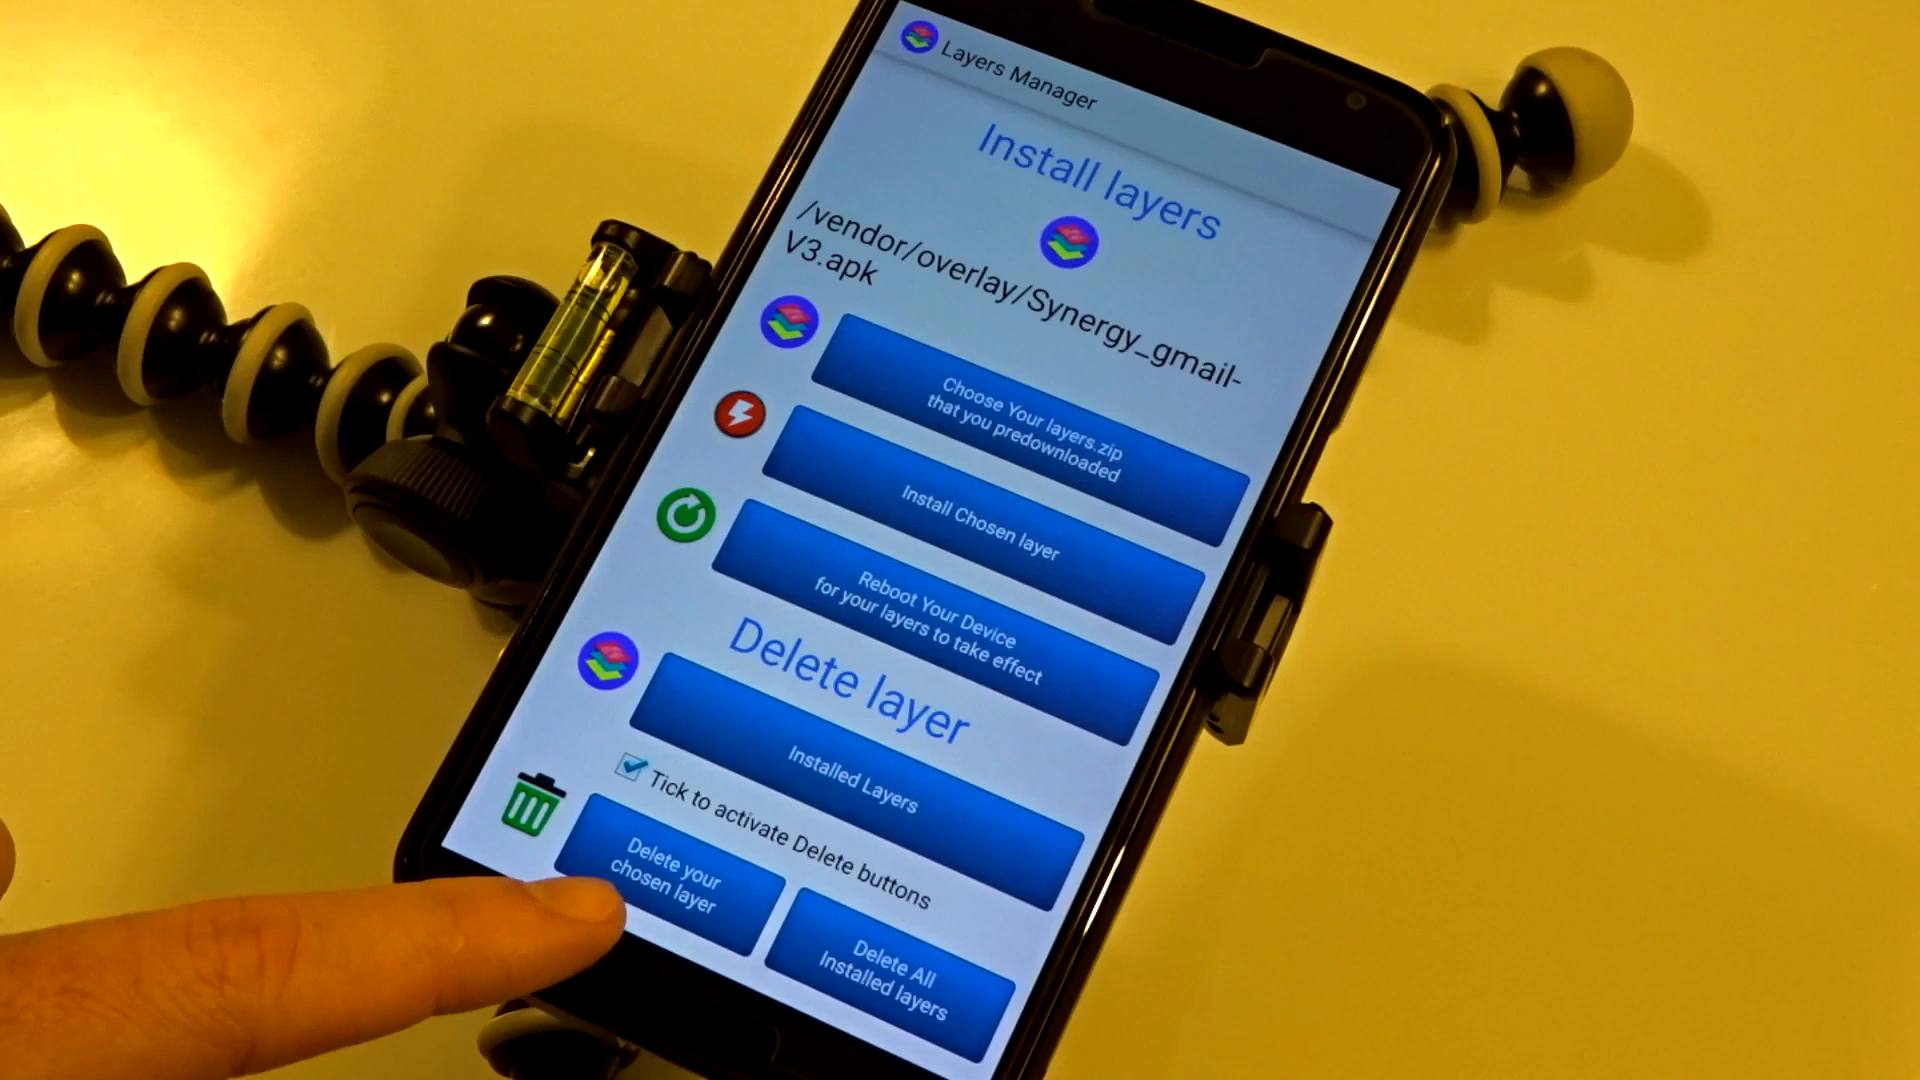 Layers Manager
Install layers
/vendor/overlay/Synergy_gmail-
V3.apk
Choose Your layers.zip
that you predownloaded
Install Chosen layer
Reboot Your Device
for your layers to take effect
Delete layer
Installed Layers
Tick to activate Delete buttons
Delete your
chosen layer
Delete All
Installed layers